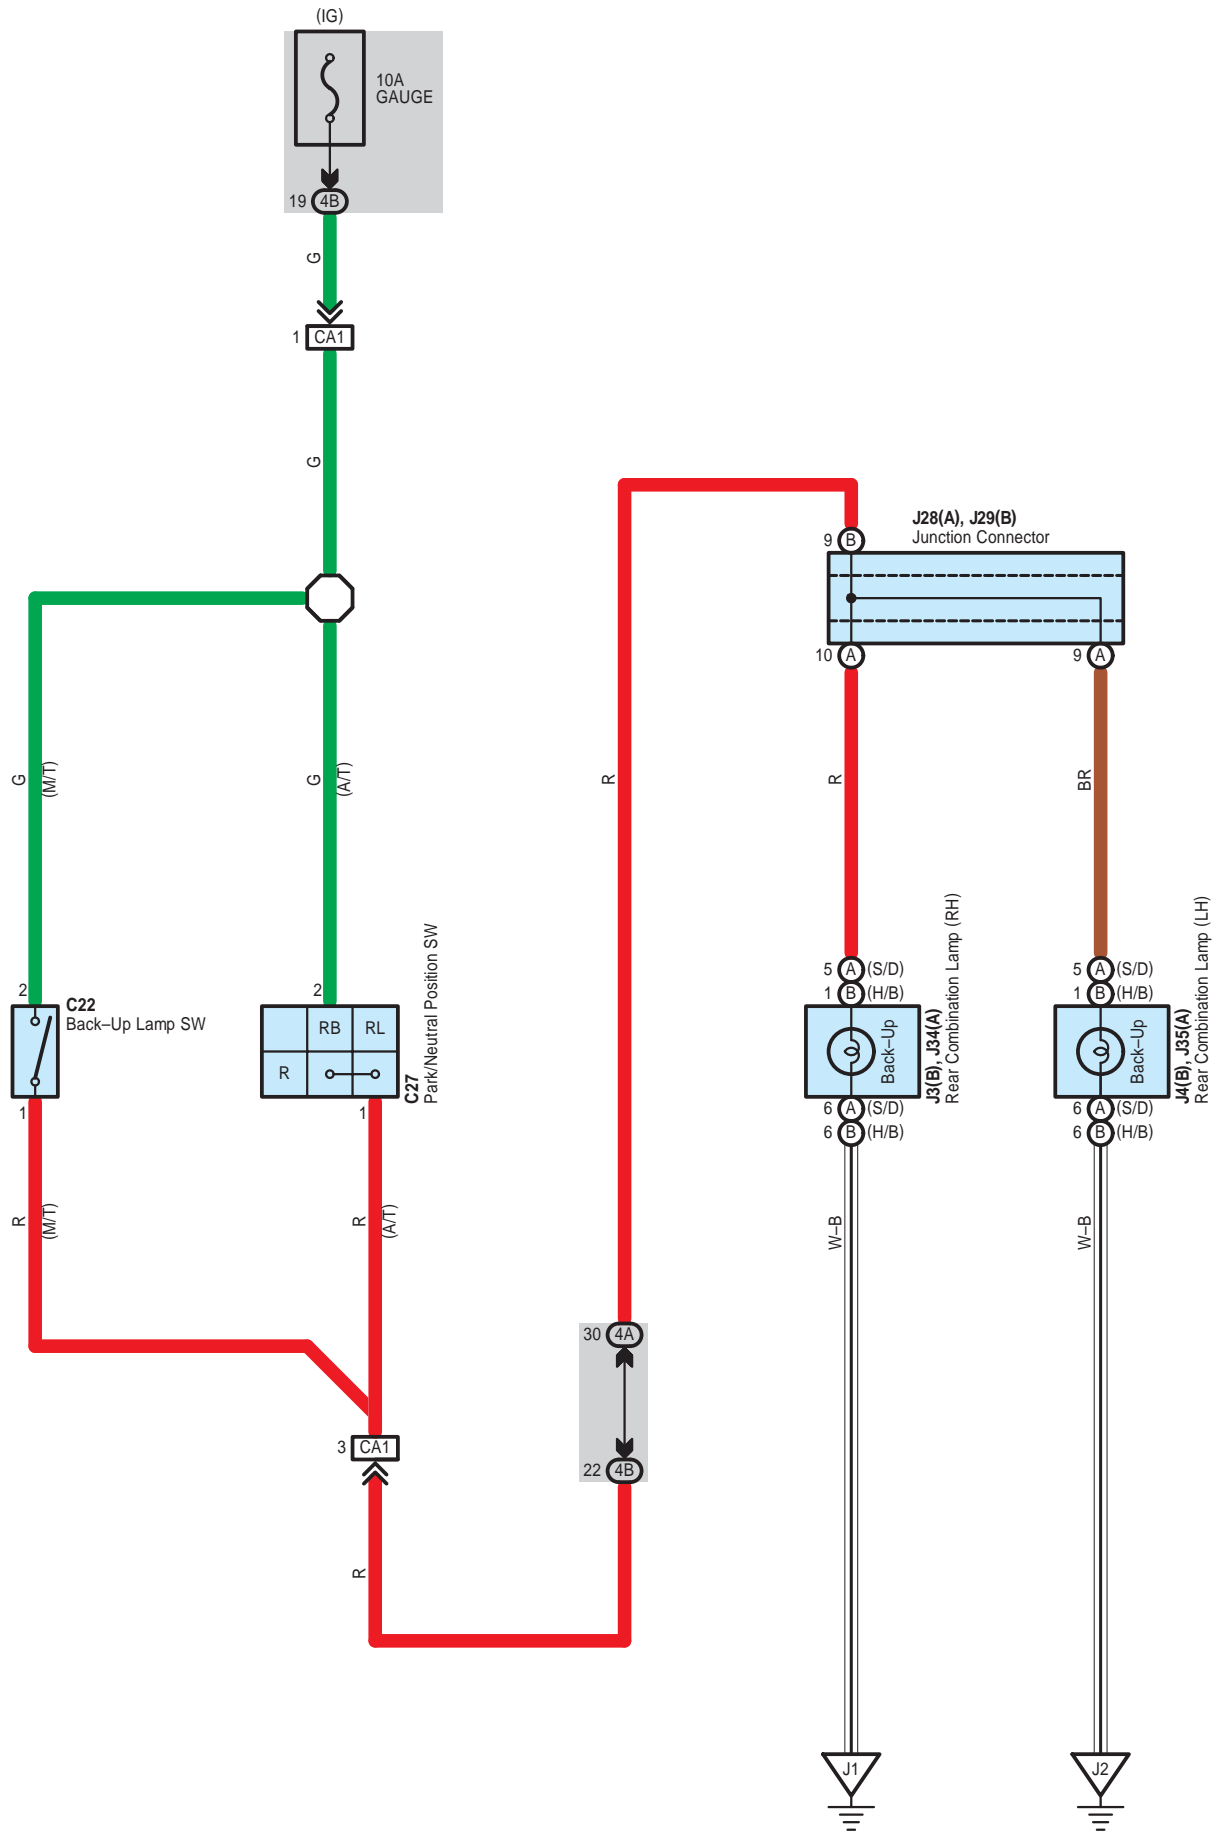 (IG)
10A
GAUGE
19 4B
G
1 CA1
G
J28(A), J29(B)
Junction Connector
9 B
10 A
9 A
G
(M/T)
G
(A/T)
R
R
BR
2
C22
Back–Up Lamp SW
1
2
RB RL
R
1
C27
Park/Neutral Position SW
5 A (S/D)
1 B (H/B)
Back–Up
J3(B), J34(A)
Rear Combination Lamp (RH)
6 A (S/D)
6 B (H/B)
5 A (S/D)
1 B (H/B)
Back–Up
J4(B), J35(A)
Rear Combination Lamp (LH)
6 A (S/D)
6 B (H/B)
R
(M/T)
R
(A/T)
W–B
W–B
30 4A
3 CA1
22 4B
R
J1
J2